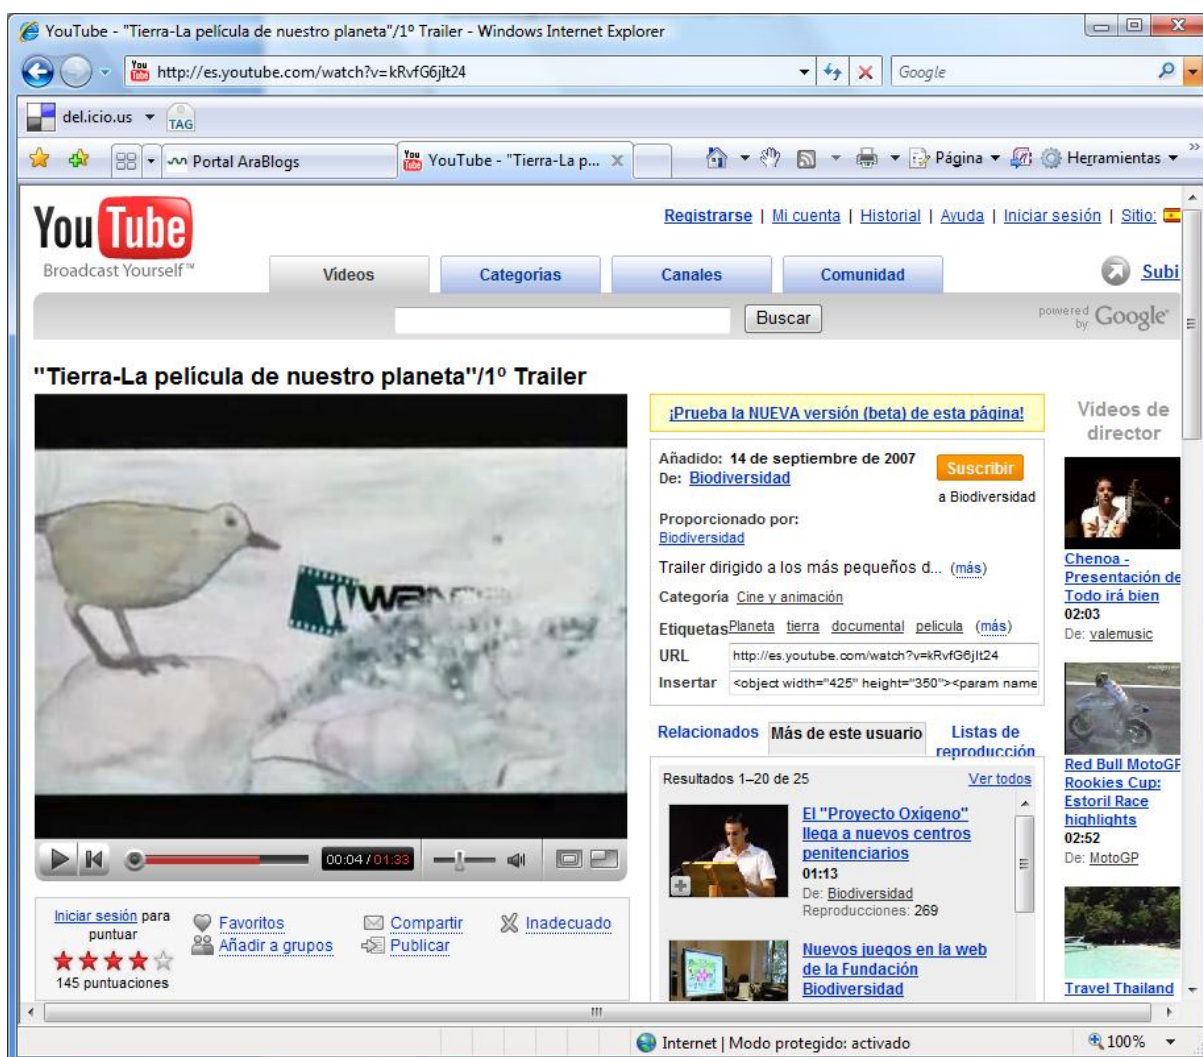 YouTube - "Tierra-La película de nuestro planeta"/1º Trailer - Windows Internet Explorer
http://es.youtube.com/watch?v=kRvfG6jIt24
Google
del.icio.us
TAG
Portal AraBlogs
YouTube - "Tierra-La p...
Página
Herramientas
YouTube
Broadcast Yourself™
Registrarse | Mi cuenta | Historial | Ayuda | Iniciar sesión | Sitio:
Vídeos
Categorías
Canales
Comunidad
Subi
Buscar
powered by Google
"Tierra-La película de nuestro planeta"/1º Trailer
00:04 / 01:33
Iniciar sesión para
puntuar
145 puntuaciones
Favoritos
Compartir
Inadecuado
Añadir a grupos
Publicar
¡Prueba la NUEVA versión (beta) de esta página!
Añadido: 14 de septiembre de 2007
De: Biodiversidad
Suscribir
a Biodiversidad
Proporcionado por:
Biodiversidad
Trailer dirigido a los más pequeños d... (más)
Categoría Cine y animación
Etiquetas Planeta tierra documental pelicula (más)
URL http://es.youtube.com/watch?v=kRvfG6jIt24
Insertar <object width="425" height="350"><param name
Relacionados
Más de este usuario
Listas de
reproducción
Resultados 1–20 de 25
Ver todos
El "Proyecto Oxígeno"
llega a nuevos centros
penitenciarios
01:13
De: Biodiversidad
Reproducciones: 269
Nuevos juegos en la web
de la Fundación
Biodiversidad
Vídeos de
director
Chenoa -
Presentación de
Todo irá bien
02:03
De: valemusic
Red Bull MotoGP
Rookies Cup:
Estoril Race
highlights
02:52
De: MotoGP
Travel Thailand
Internet | Modo protegido: activado
100%